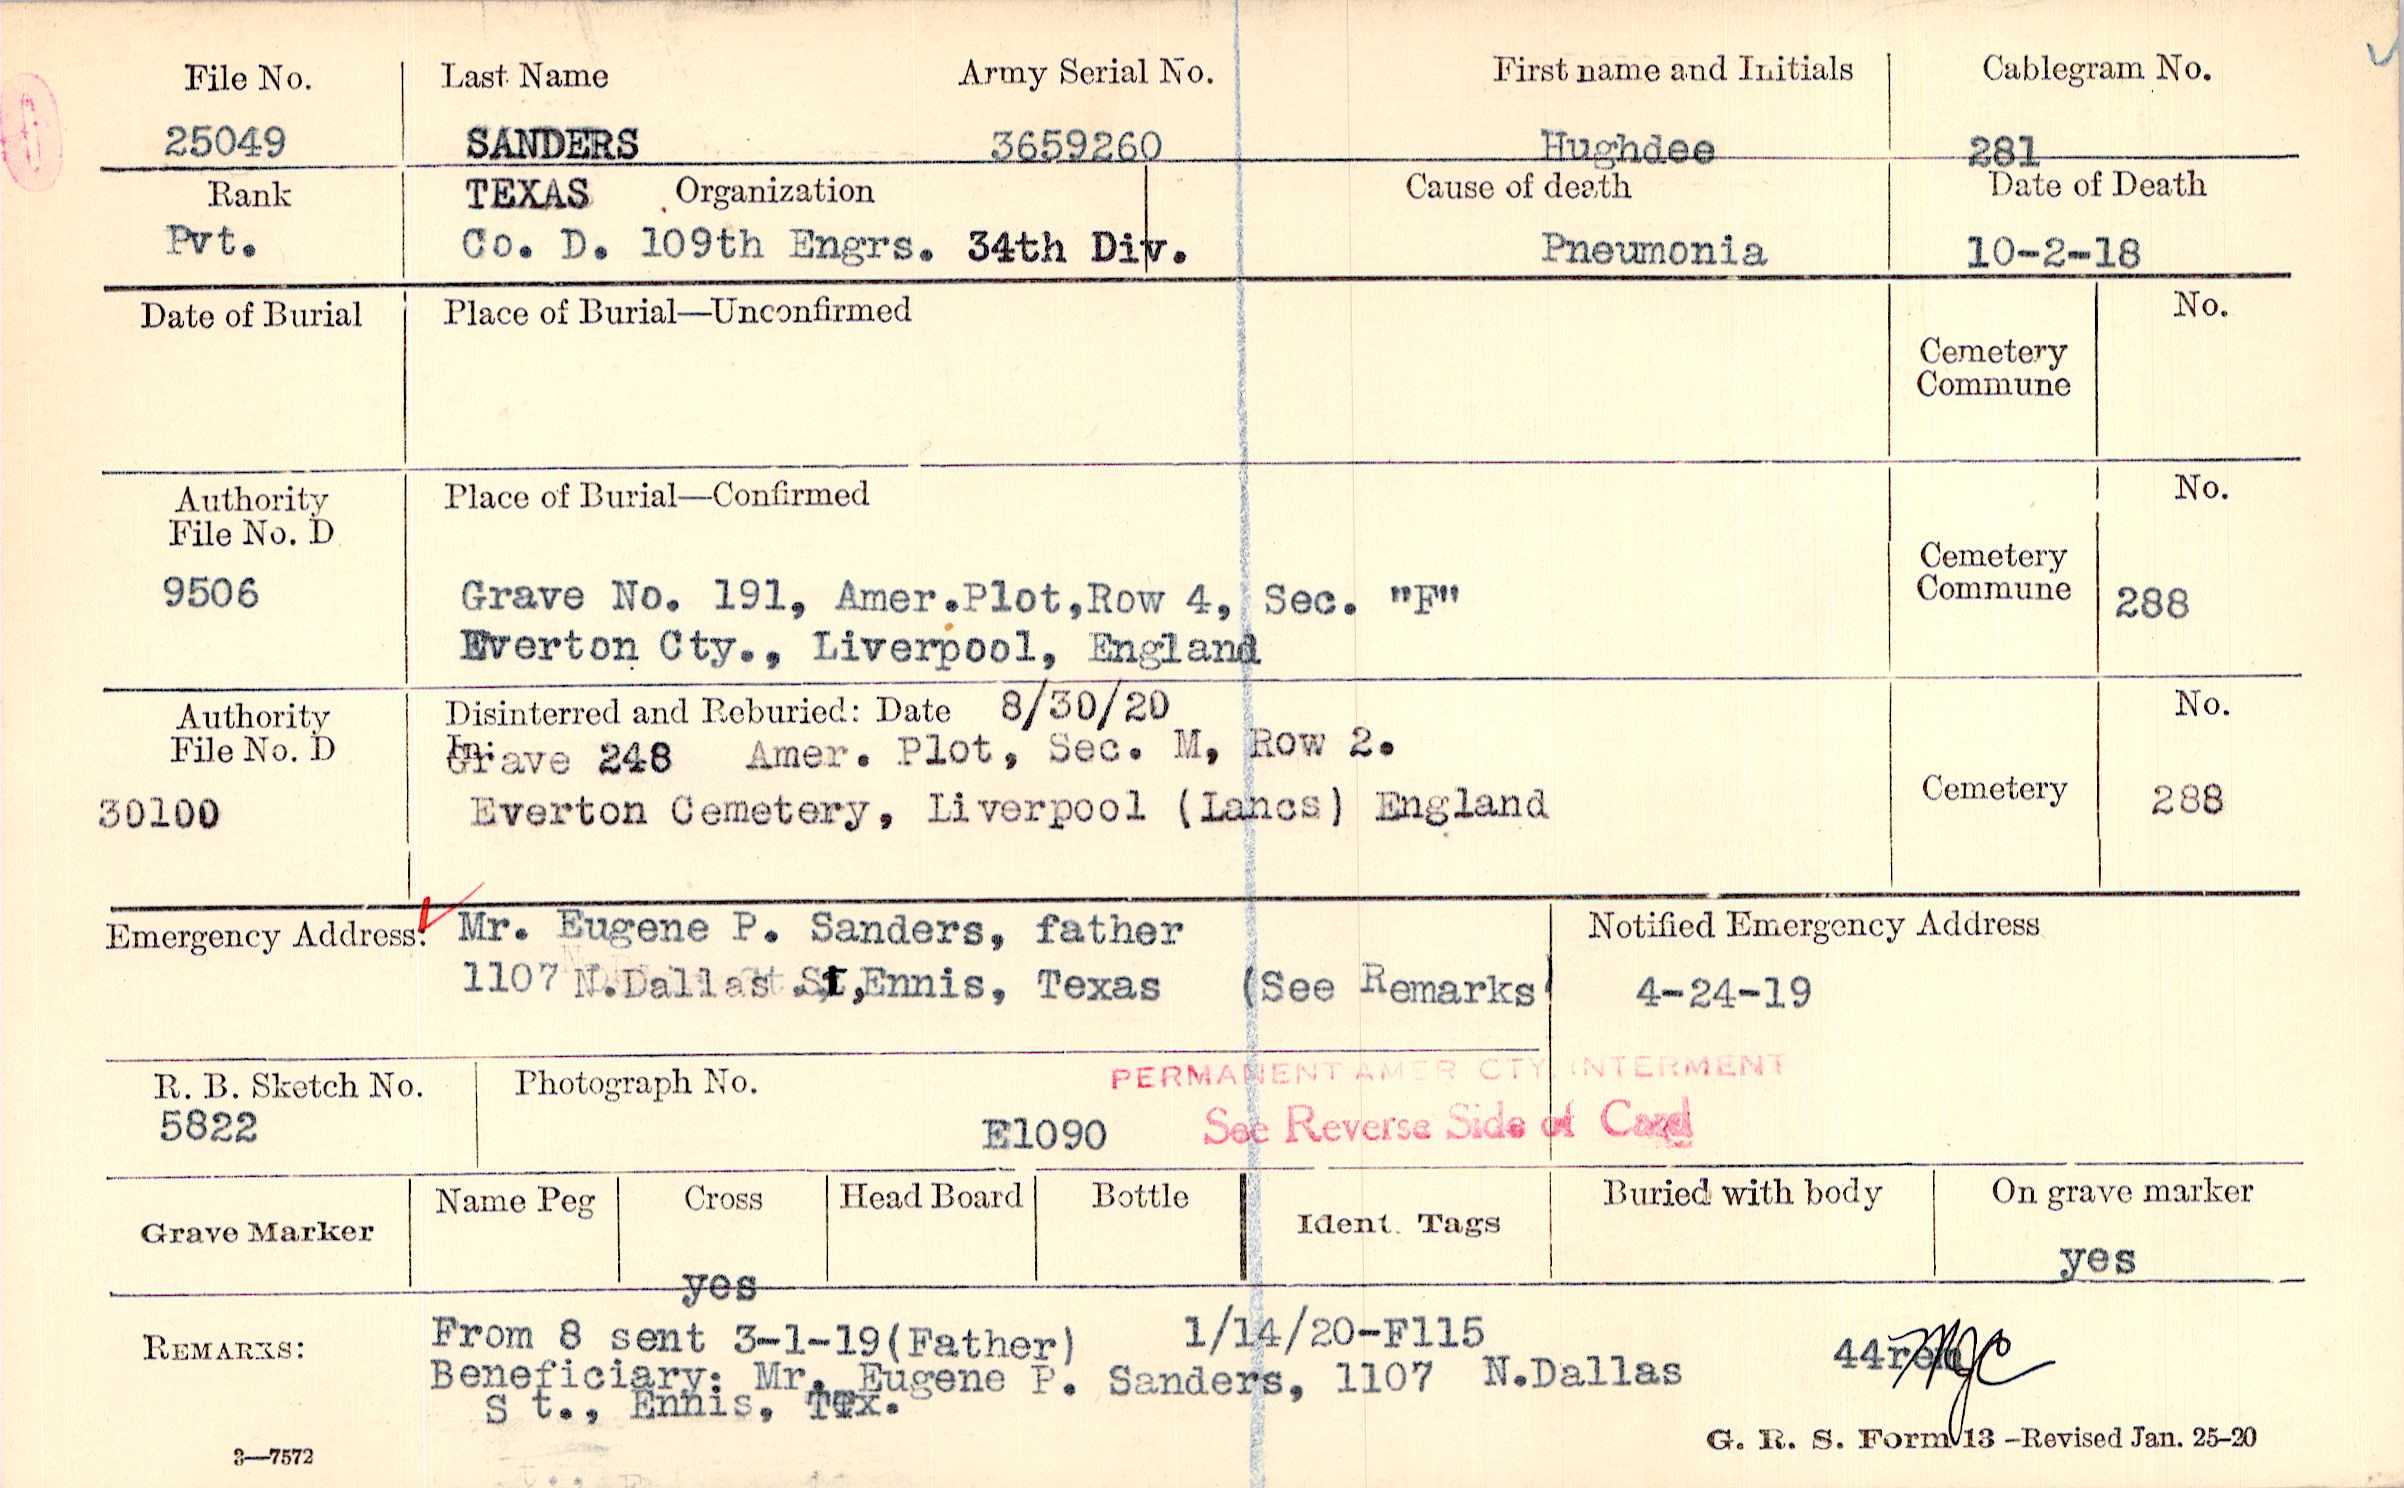 File No. Last Name Army Serial No. First name and Initials Cablegram No.
25049 SANDERS 3659260 Hughdee 281
Rank TEXAS Organization Cause of death Date of Death
Pvt. Co. D. 109th Engrs. 34th Div. Pneumonia 10-2-18
Date of Burial Place of Burial—Unconfirmed No.
Cemetery
Commune
Authority Place of Burial—Confirmed No.
File No. D
Cemetery
9506 Grave No. 191, Amer.Plot,Row 4, Sec. "F" Commune 288
Everton Cty., Liverpool, England
Authority Disinterred and Reburied: Date 8/30/20 No.
File No. D In:
Grave 248 Amer. Plot, Sec. M, Row 2.
30100 Everton Cemetery, Liverpool (Lancs) England Cemetery 288
Emergency Address: Mr. Eugene P. Sanders, father Notified Emergency Address
1107 N.Dallas St,Ennis, Texas (See Remarks) 4-24-19
PERMANENT AMER CTY. INTERMENT
R. B. Sketch No. Photograph No.
5822 E1090 See Reverse Side of Card
Name Peg Cross Head Board Bottle Buried with body On grave marker
Grave Marker Ident. Tags
yes yes
REMARKS: From 8 sent 3-1-19(Father) 1/14/20-F115
Beneficiary: Mr. Eugene P. Sanders, 1107 N.Dallas
S t., Ennis, Tex.
G. R. S. Form 13 —Revised Jan. 25-20
3—7572